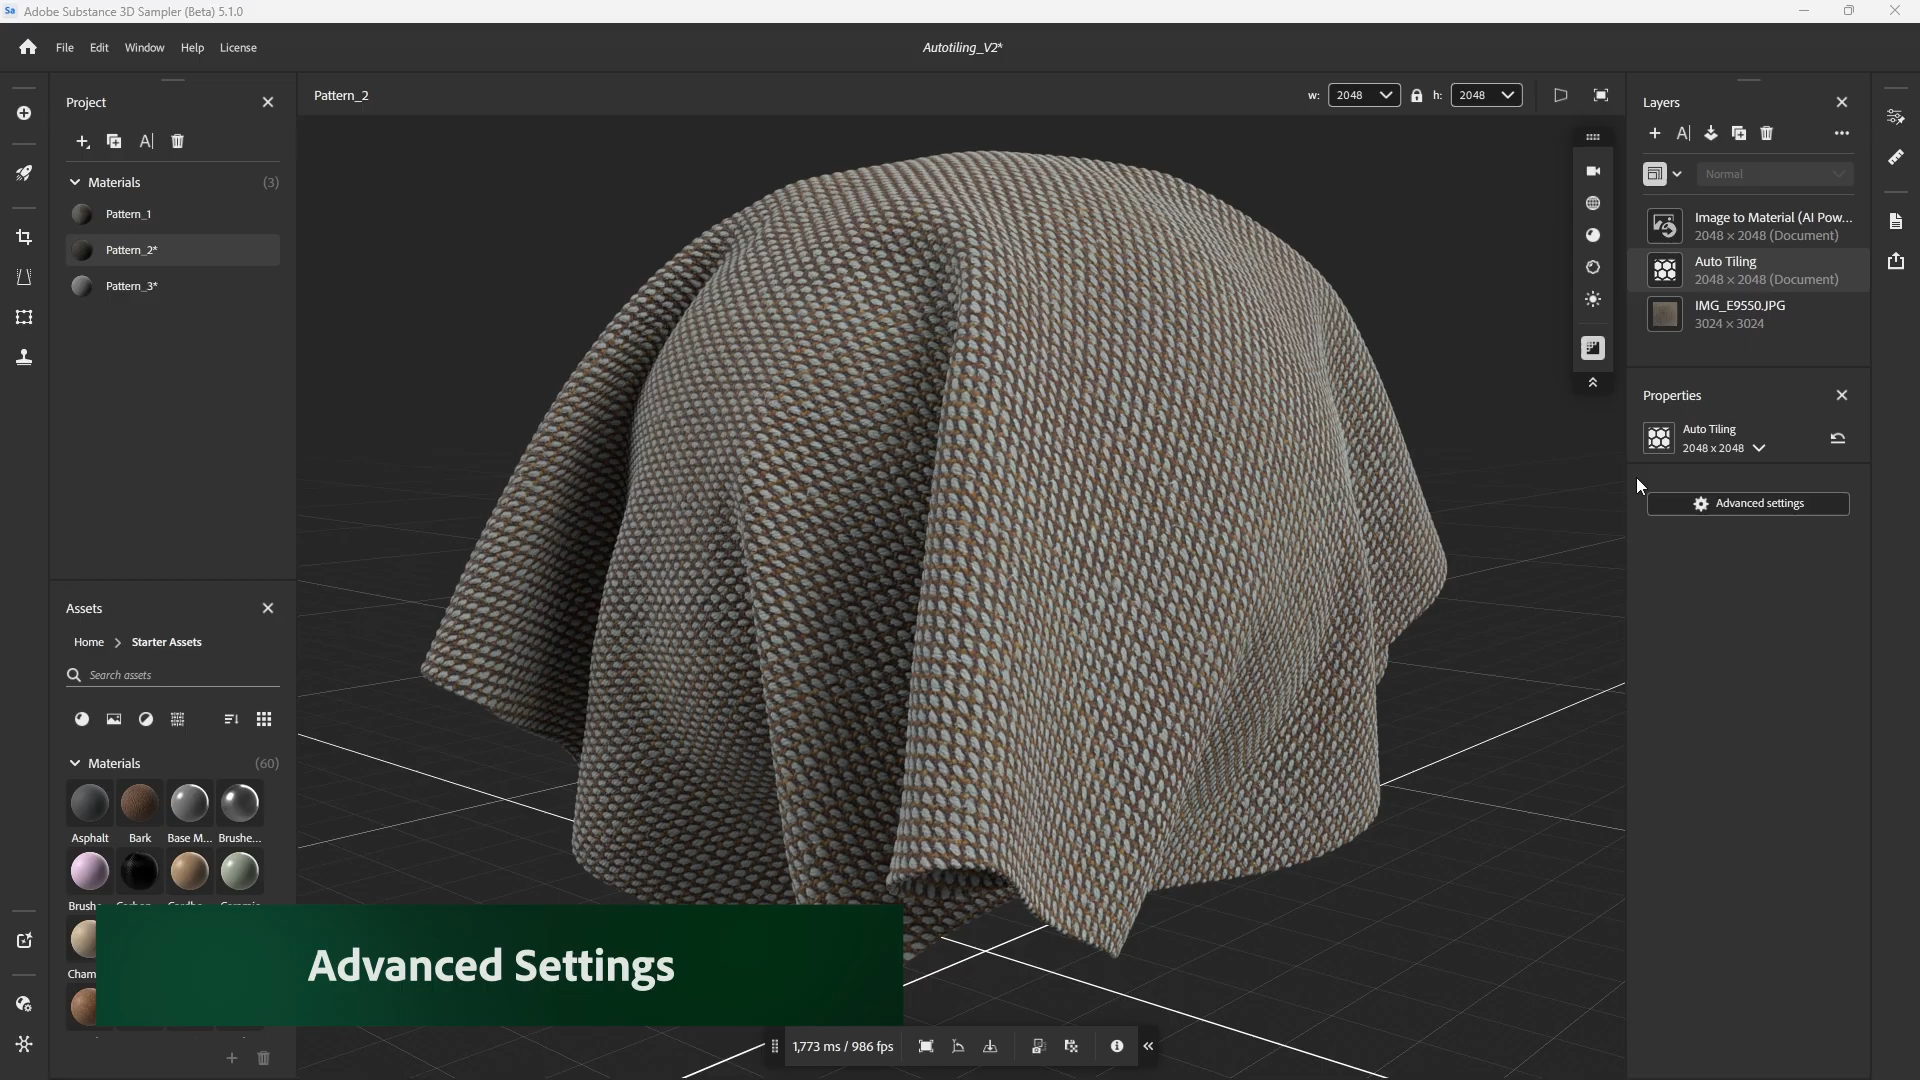 Sa Adobe Substance 3D Sampler (Beta) 5.1.0
File Edit Window Help License
Autotiling_V2*
Project
Materials (3)
Pattern_1
Pattern_2*
Pattern_3*
Assets
Home > Starter Assets
Search assets
Materials (60)
Asphalt Bark Base M... Brushe...
Brush
Cham
Pattern_2
w: 2048 h: 2048
Advanced Settings
1,773 ms / 986 fps
Layers
Normal
Image to Material (AI Pow...
2048 × 2048 (Document)
Auto Tiling
2048 × 2048 (Document)
IMG_E9550.JPG
3024 × 3024
Properties
Auto Tiling
2048 x 2048
Advanced settings